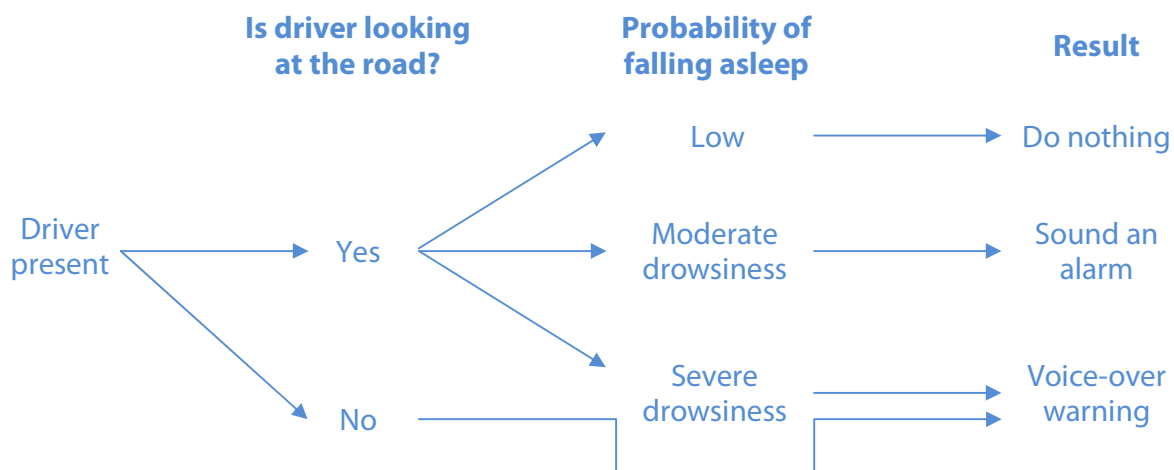 Is driver looking
at the road?
Probability of
falling asleep
Result
Low
Do nothing
Driver
present
Yes
Moderate
drowsiness
Sound an
alarm
No
Severe
drowsiness
Voice-over
warning